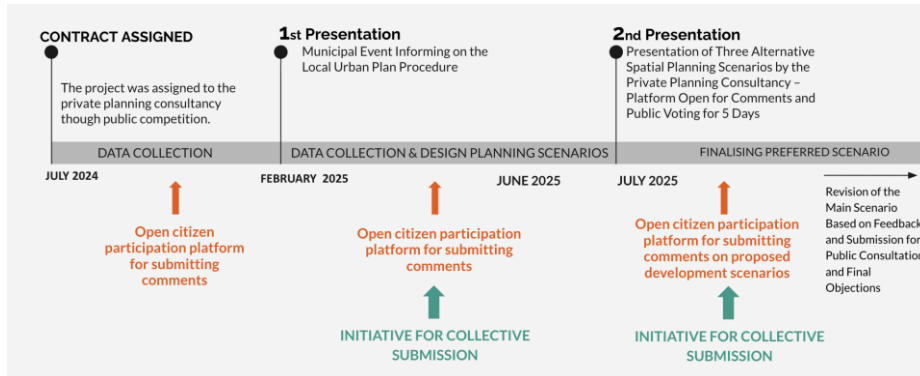 CONTRACT ASSIGNED
The project was assigned to the
private planning consultancy
though public competition.
1st Presentation
Municipal Event Informing on the
Local Urban Plan Procedure
2nd Presentation
Presentation of Three Alternative
Spatial Planning Scenarios by the
Private Planning Consultancy –
Platform Open for Comments and
Public Voting for 5 Days
DATA COLLECTION
DATA COLLECTION & DESIGN PLANNING SCENARIOS
FINALISING PREFERRED SCENARIO
JULY 2024
FEBRUARY 2025
JUNE 2025
JULY 2025
Open citizen
participation platform
for submitting
comments
Open citizen participation
platform for submitting
comments
Open citizen participation
platform for submitting
comments on proposed
development scenarios
Revision of the
Main Scenario
Based on Feedback
and Submission for
Public Consultation
and Final
Objections
INITIATIVE FOR COLLECTIVE
SUBMISSION
INITIATIVE FOR COLLECTIVE
SUBMISSION